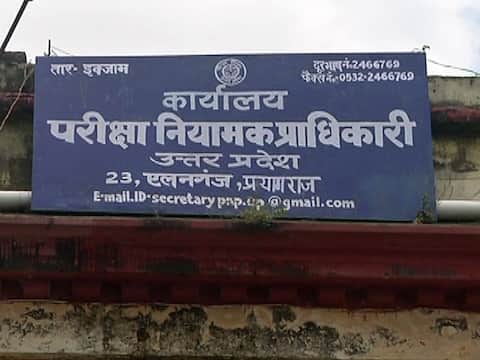 तार- इक्जाम
दूरभाष नं. 2466769
फैक्स नं.- 0532-2466769
कार्यालय
परीक्षा नियामक प्राधिकारी
उत्तर प्रदेश
23, एलनगंज, प्रयागराज
E-mail.ID-secretary pnp.up @gmail.com